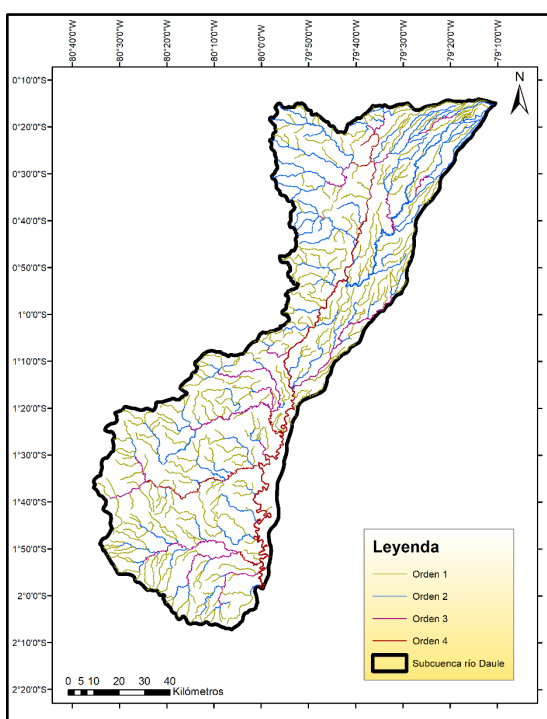 80°40'0"W 80°30'0"W 80°20'0"W 80°10'0"W 80°0'0"W 79°50'0"W 79°40'0"W 79°30'0"W 79°20'0"W 79°10'0"W
0°10'0"S
0°20'0"S
0°30'0"S
0°40'0"S
0°50'0"S
1°0'0"S
1°10'0"S
1°20'0"S
1°30'0"S
1°40'0"S
1°50'0"S
2°0'0"S
2°10'0"S
2°20'0"S
N
Leyenda
Orden 1
Orden 2
Orden 3
Orden 4
Subcuenca río Daule
0 5 10 20 30 40
Kilómetros